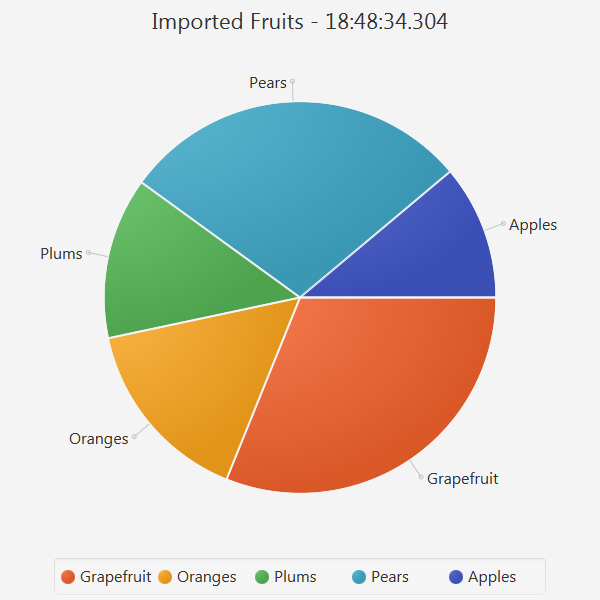 Imported Fruits - 18:48:34.304
Pears
Apples
Plums
Oranges
Grapefruit
Grapefruit Oranges Plums Pears Apples